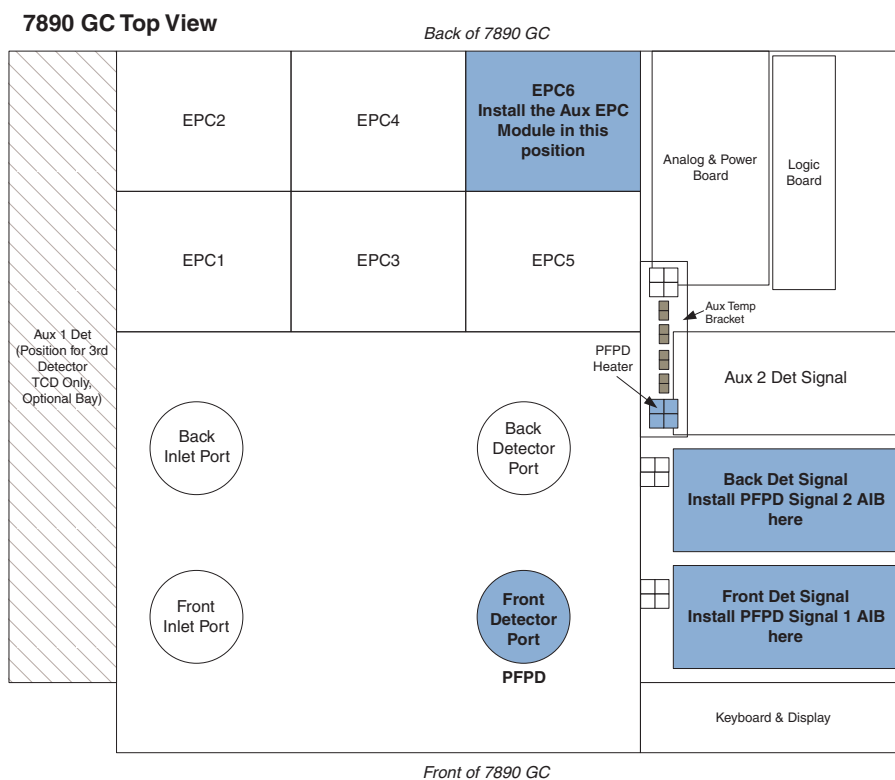 7890 GC Top View
Back of 7890 GC
EPC2
EPC4
EPC6
Install the Aux EPC
Module in this
position
Analog & Power
Board
Logic
Board
EPC1
EPC3
EPC5
Aux Temp
Bracket
Aux 1 Det
(Position for 3rd
Detector
TCD Only,
Optional Bay)
PFPD
Heater
Aux 2 Det Signal
Back
Inlet Port
Back
Detector
Port
Back Det Signal
Install PFPD Signal 2 AIB
here
Front
Inlet Port
Front
Detector
Port
PFPD
Front Det Signal
Install PFPD Signal 1 AIB
here
Keyboard & Display
Front of 7890 GC